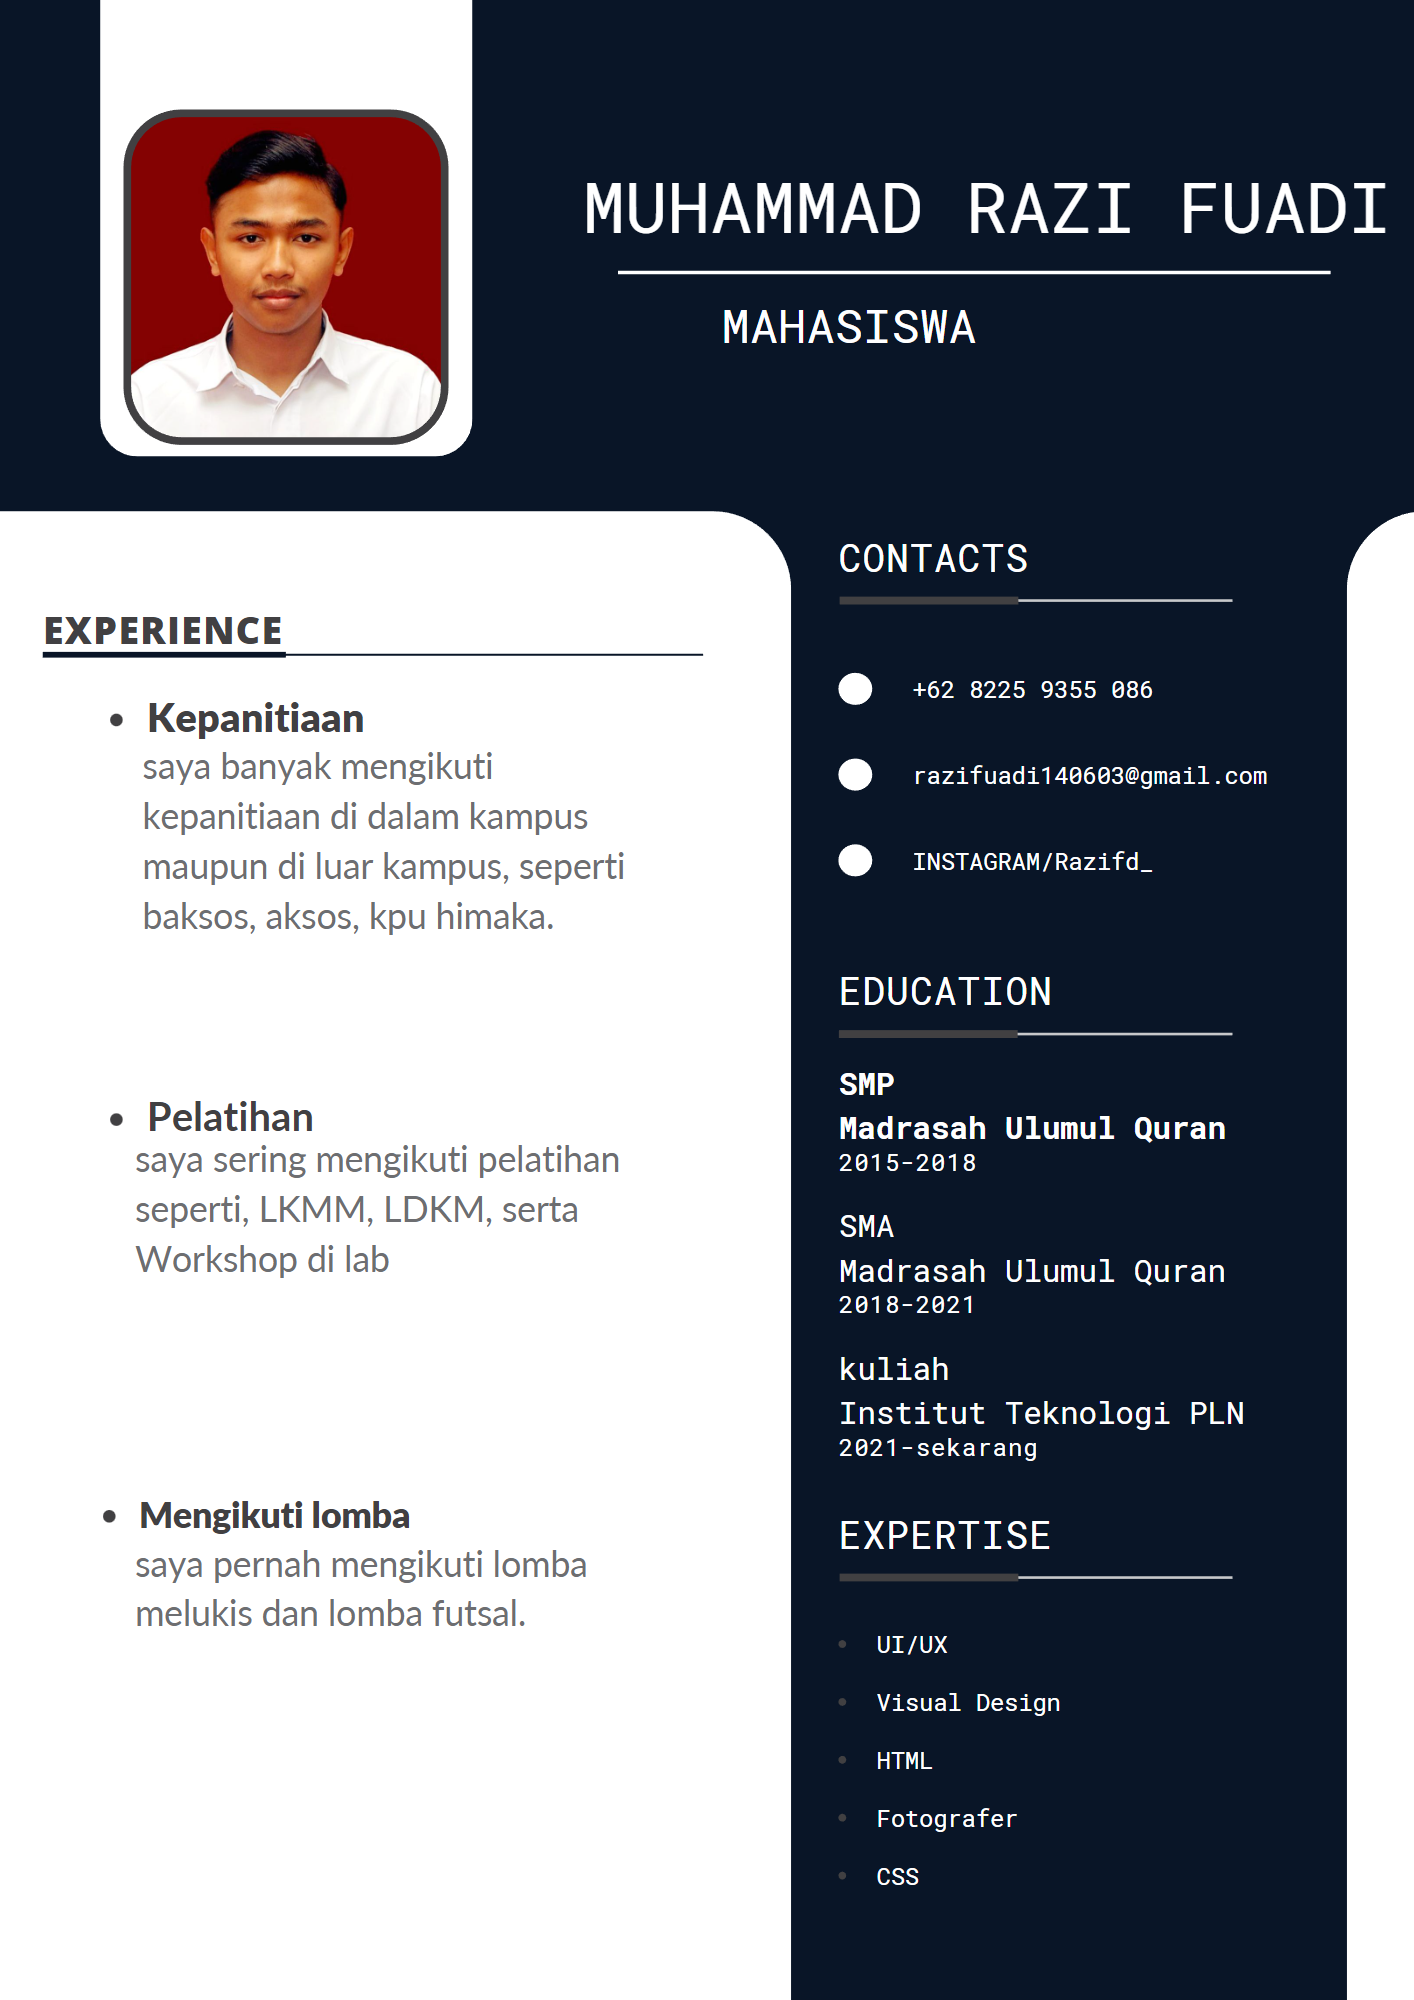 MUHAMMAD RAZI FUADI
MAHASISWA
EXPERIENCE
Kepanitiaan
saya banyak mengikuti
kepanitiaan di dalam kampus
maupun di luar kampus, seperti
baksos, aksos, kpu himaka.
Pelatihan
saya sering mengikuti pelatihan
seperti, LKMM, LDKM, serta
Workshop di lab
Mengikuti lomba
saya pernah mengikuti lomba
melukis dan lomba futsal.
CONTACTS
+62 8225 9355 086
razifuadi140603@gmail.com
INSTAGRAM/Razifd_
EDUCATION
SMP
Madrasah Ulumul Quran
2015-2018
SMA
Madrasah Ulumul Quran
2018-2021
kuliah
Institut Teknologi PLN
2021-sekarang
EXPERTISE
UI/UX
Visual Design
HTML
Fotografer
CSS